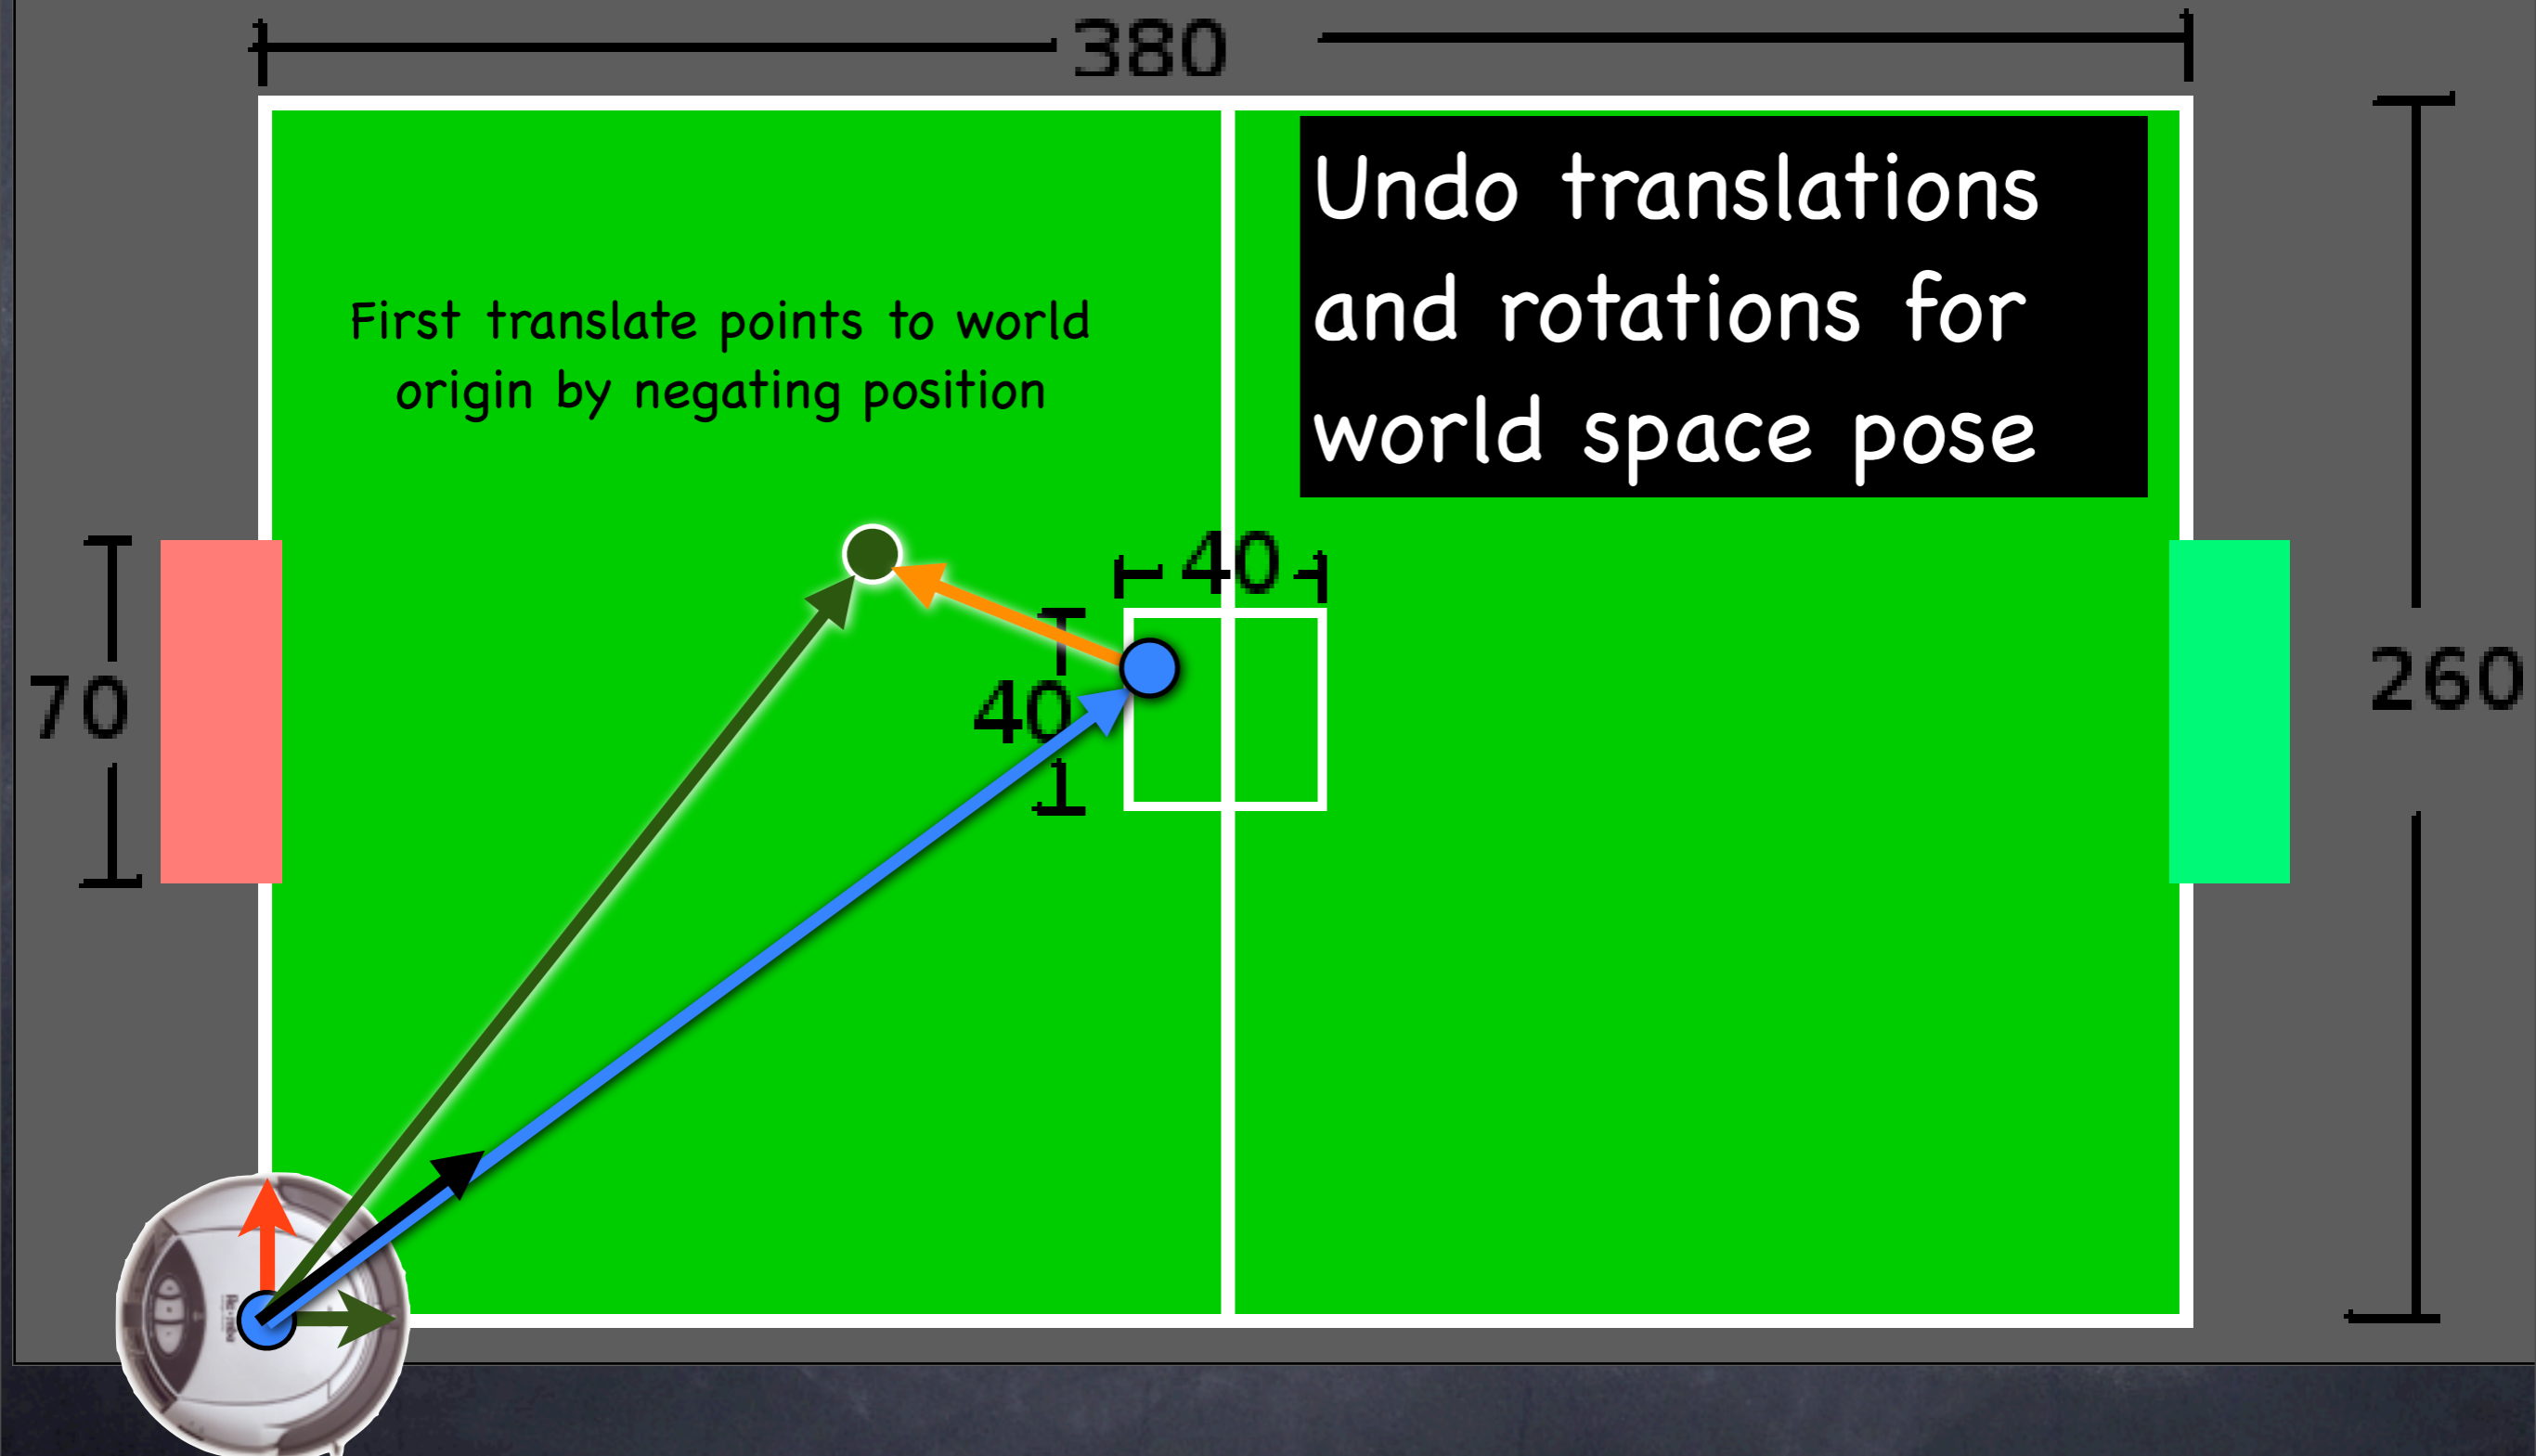 380
Undo translations
and rotations for
world space pose
First translate points to world
origin by negating position
40
40
70
260